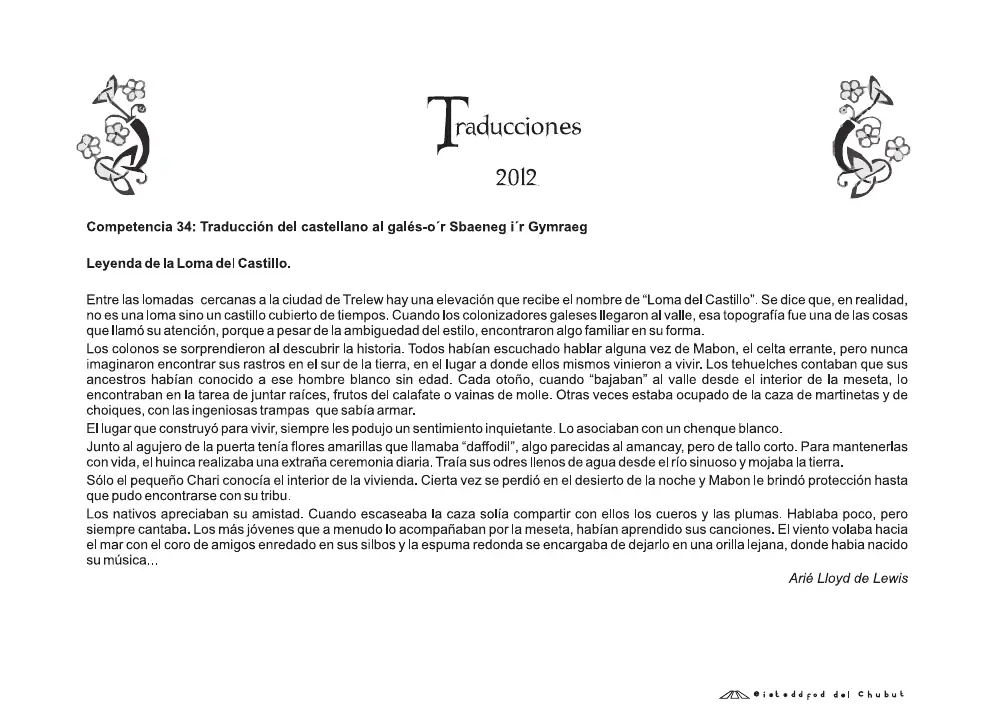 Traducciones
2012
Competencia 34: Traducción del castellano al galés-o´r Sbaeneg i´r Gymraeg
Leyenda de la Loma del Castillo.
Entre las lomadas cercanas a la ciudad de Trelew hay una elevación que recibe el nombre de “Loma del Castillo”. Se dice que, en realidad,
no es una loma sino un castillo cubierto de tiempos. Cuando los colonizadores galeses llegaron al valle, esa topografía fue una de las cosas
que llamó su atención, porque a pesar de la ambiguedad del estilo, encontraron algo familiar en su forma.
Los colonos se sorprendieron al descubrir la historia. Todos habían escuchado hablar alguna vez de Mabon, el celta errante, pero nunca
imaginaron encontrar sus rastros en el sur de la tierra, en el lugar a donde ellos mismos vinieron a vivir. Los tehuelches contaban que sus
ancestros habían conocido a ese hombre blanco sin edad. Cada otoño, cuando “bajaban” al valle desde el interior de la meseta, lo
encontraban en la tarea de juntar raíces, frutos del calafate o vainas de molle. Otras veces estaba ocupado de la caza de martinetas y de
choiques, con las ingeniosas trampas que sabía armar.
El lugar que construyó para vivir, siempre les podujo un sentimiento inquietante. Lo asociaban con un chenque blanco.
Junto al agujero de la puerta tenía flores amarillas que llamaba “daffodil”, algo parecidas al amancay, pero de tallo corto. Para mantenerlas
con vida, el huinca realizaba una extraña ceremonia diaria. Traía sus odres llenos de agua desde el río sinuoso y mojaba la tierra.
Sólo el pequeño Chari conocía el interior de la vivienda. Cierta vez se perdió en el desierto de la noche y Mabon le brindó protección hasta
que pudo encontrarse con su tribu.
Los nativos apreciaban su amistad. Cuando escaseaba la caza solía compartir con ellos los cueros y las plumas. Hablaba poco, pero
siempre cantaba. Los más jóvenes que a menudo lo acompañaban por la meseta, habían aprendido sus canciones. El viento volaba hacia
el mar con el coro de amigos enredado en sus silbos y la espuma redonda se encargaba de dejarlo en una orilla lejana, donde habia nacido
su música...
Arié Lloyd de Lewis
eisteddfod del Chubut